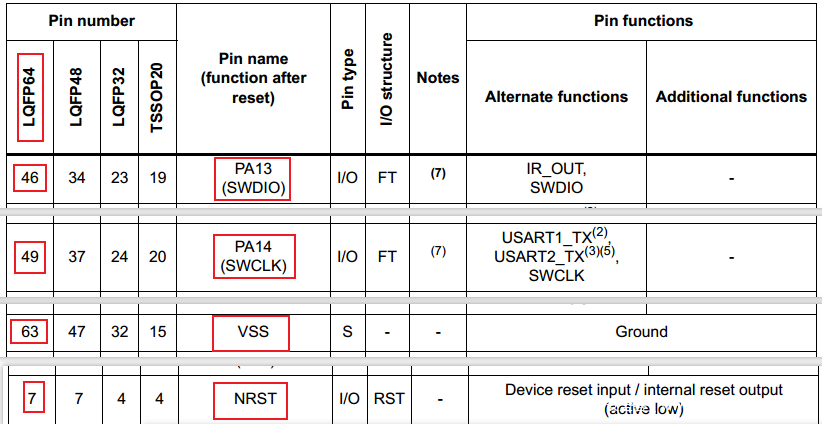 Pin number
Pin functions
LQFP64
LQFP48
LQFP32
TSSOP20
Pin name
(function after
reset)
Pin type
I/O structure
Notes
Alternate functions
Additional functions
46 34 23 19 PA13 (SWDIO) I/O FT (7) IR_OUT, SWDIO -
49 37 24 20 PA14 (SWCLK) I/O FT (7) USART1_TX(2), USART2_TX(3)(5), SWCLK -
63 47 32 15 VSS S - - Ground
7 7 4 4 NRST I/O RST - Device reset input / internal reset output (active low)